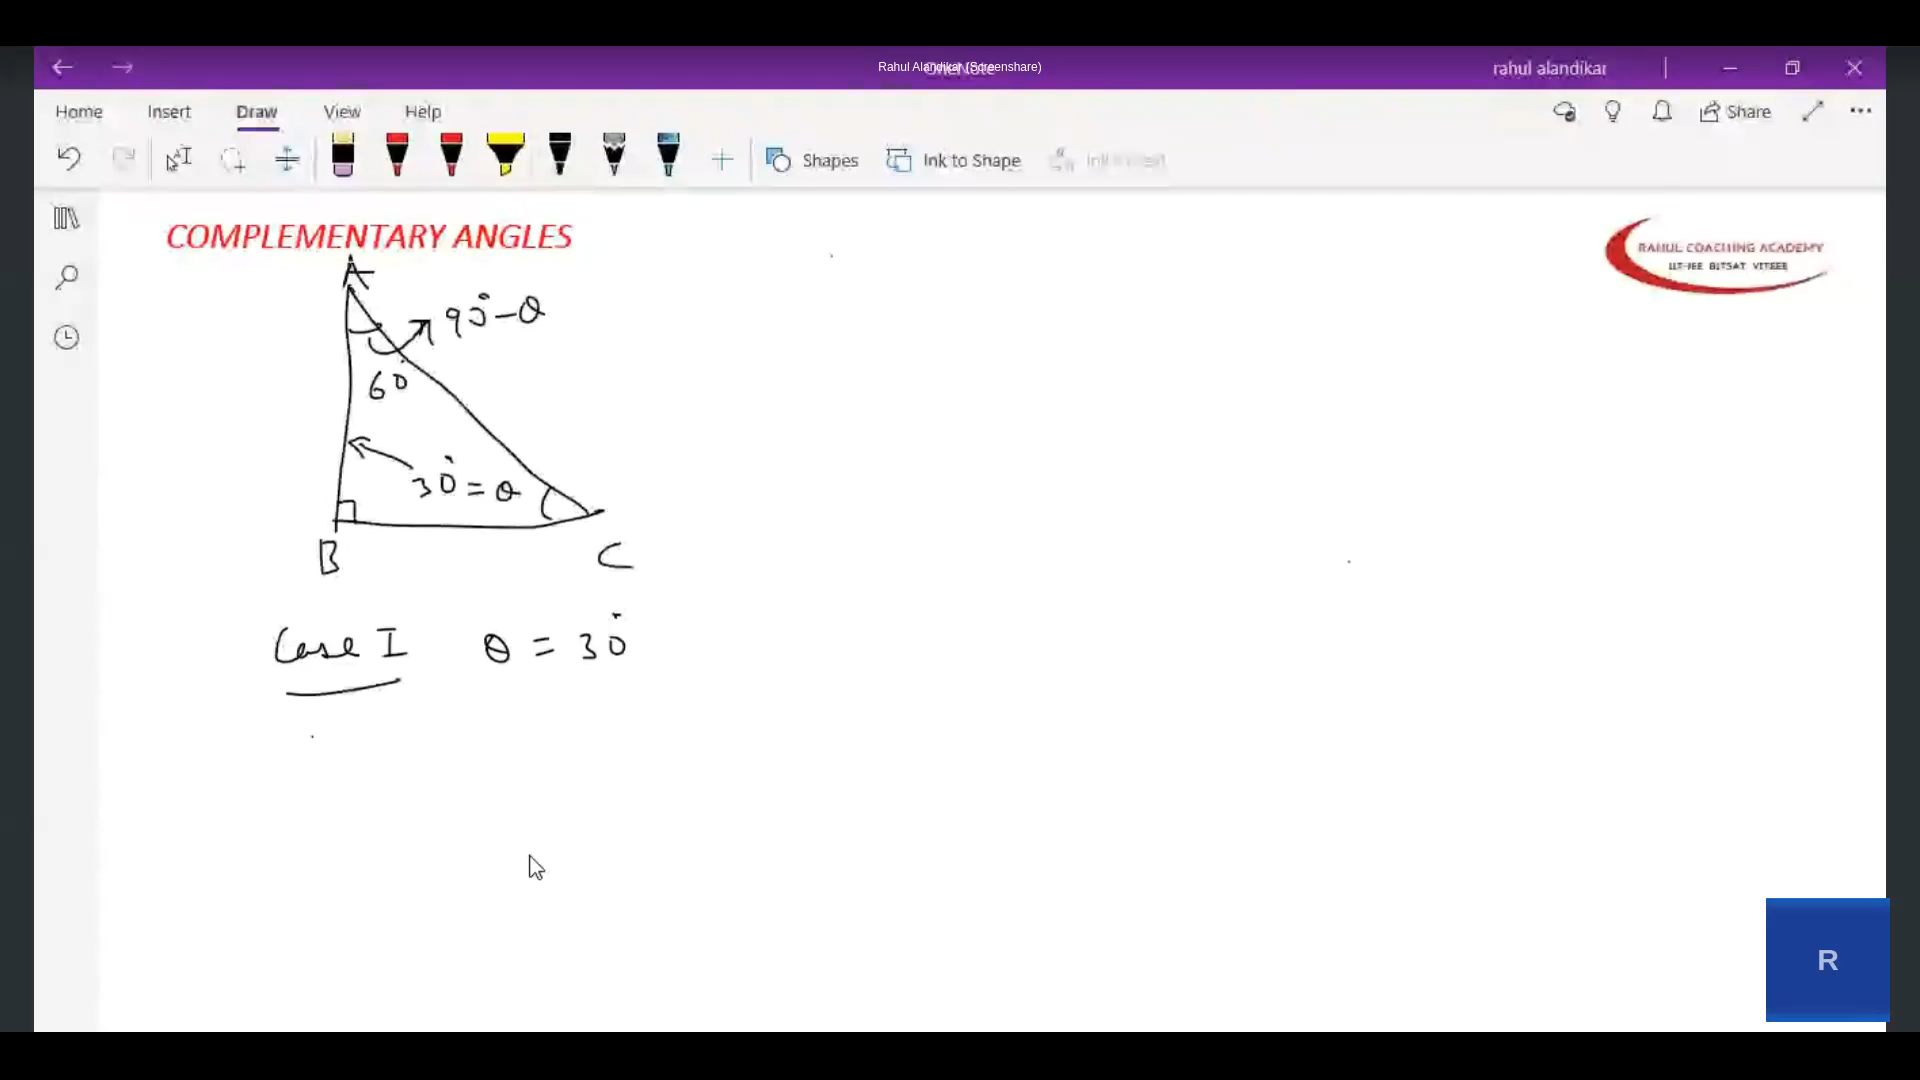 Rahul Alandikar (Screenshare)
rahul alandikar
Home Insert Draw View Help
Share
Shapes Ink to Shape
COMPLEMENTARY ANGLES
RAHUL COACHING ACADEMY
IIT-JEE BITSAT VITEEE
A
90°-θ
60°
30°=θ
B
C
Case I θ = 30°
R